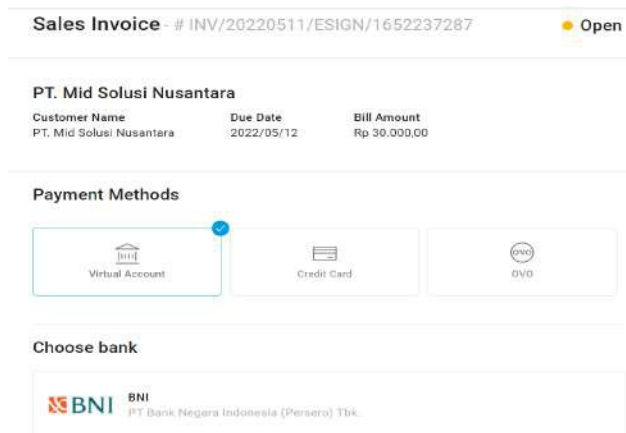 Sales Invoice - # INV/20220511/ESIGN/1652237287 Open
PT. Mid Solusi Nusantara
Customer Name Due Date Bill Amount
PT. Mid Solusi Nusantara 2022/05/12 Rp 30.000,00
Payment Methods
OVO
Virtual Account Credit Card OVO
Choose bank
BNI BNI
PT Bank Negara Indonesia (Persero) Tbk.